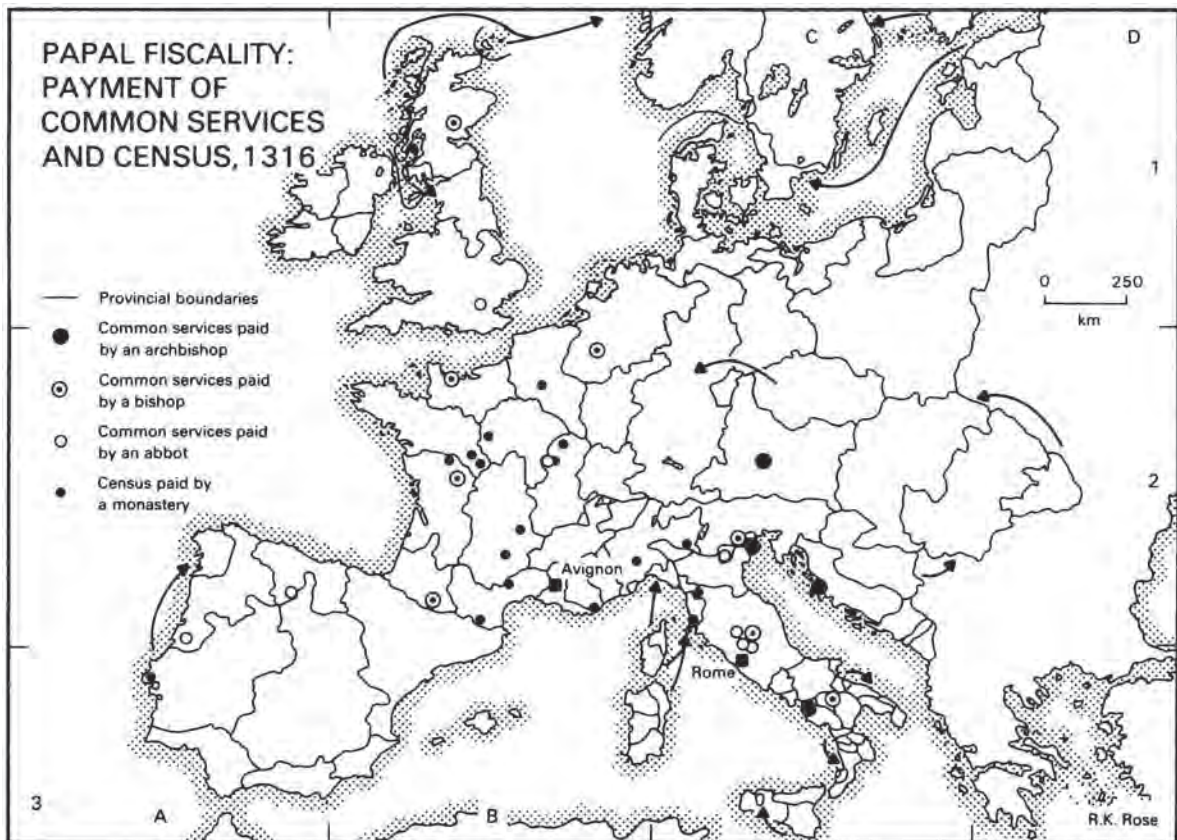 PAPAL FISCALITY:
PAYMENT OF
COMMON SERVICES
AND CENSUS, 1316
C
D
1
Provincial boundaries
Common services paid
by an archbishop
Common services paid
by a bishop
Common services paid
by an abbot
Census paid by
a monastery
0 250
km
2
Avignon
Rome
3
A
B
R.K. Rose